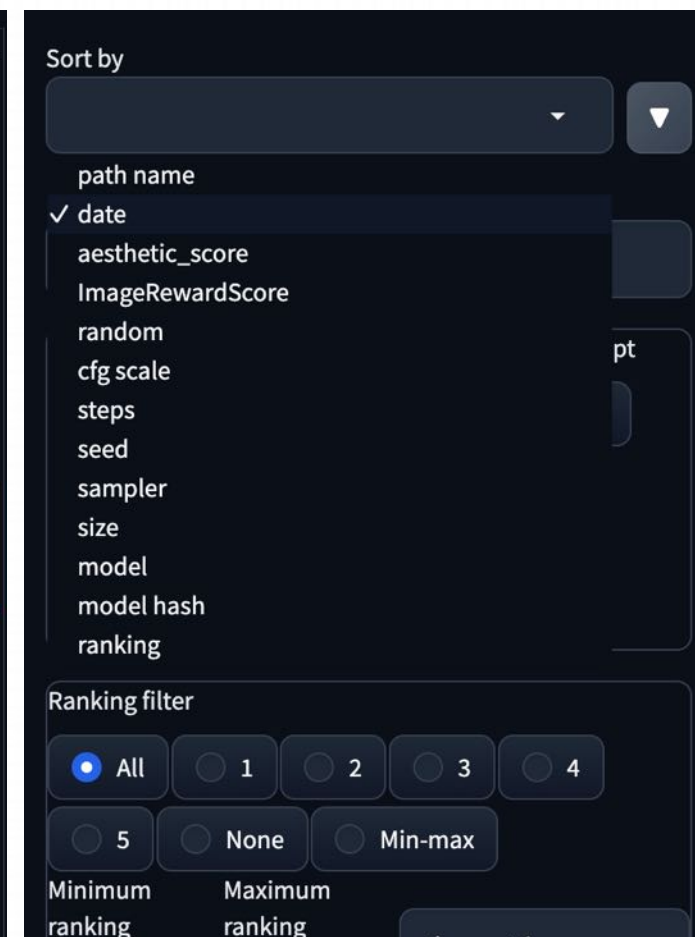 Sort by
path name
date
aesthetic_score
ImageRewardScore
random
pt
cfg scale
steps
seed
sampler
size
model
model hash
ranking
Ranking filter
All 1 2 3 4
5 None Min-max
Minimum Maximum
ranking ranking